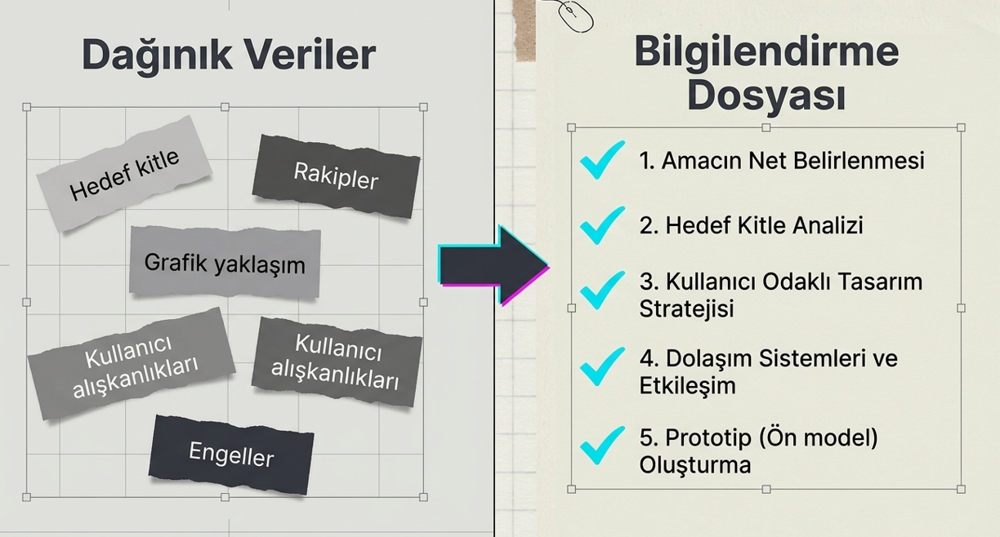 Dağınık Veriler
Hedef kitle
Rakipler
Grafik yaklaşım
Kullanıcı
alışkanlıkları
Kullanıcı
alışkanlıkları
Engeller
Bilgilendirme
Dosyası
1. Amacın Net Belirlenmesi
2. Hedef Kitle Analizi
3. Kullanıcı Odaklı Tasarım
Stratejisi
4. Dolaşım Sistemleri ve
Etkileşim
5. Prototip (Ön model)
Oluşturma